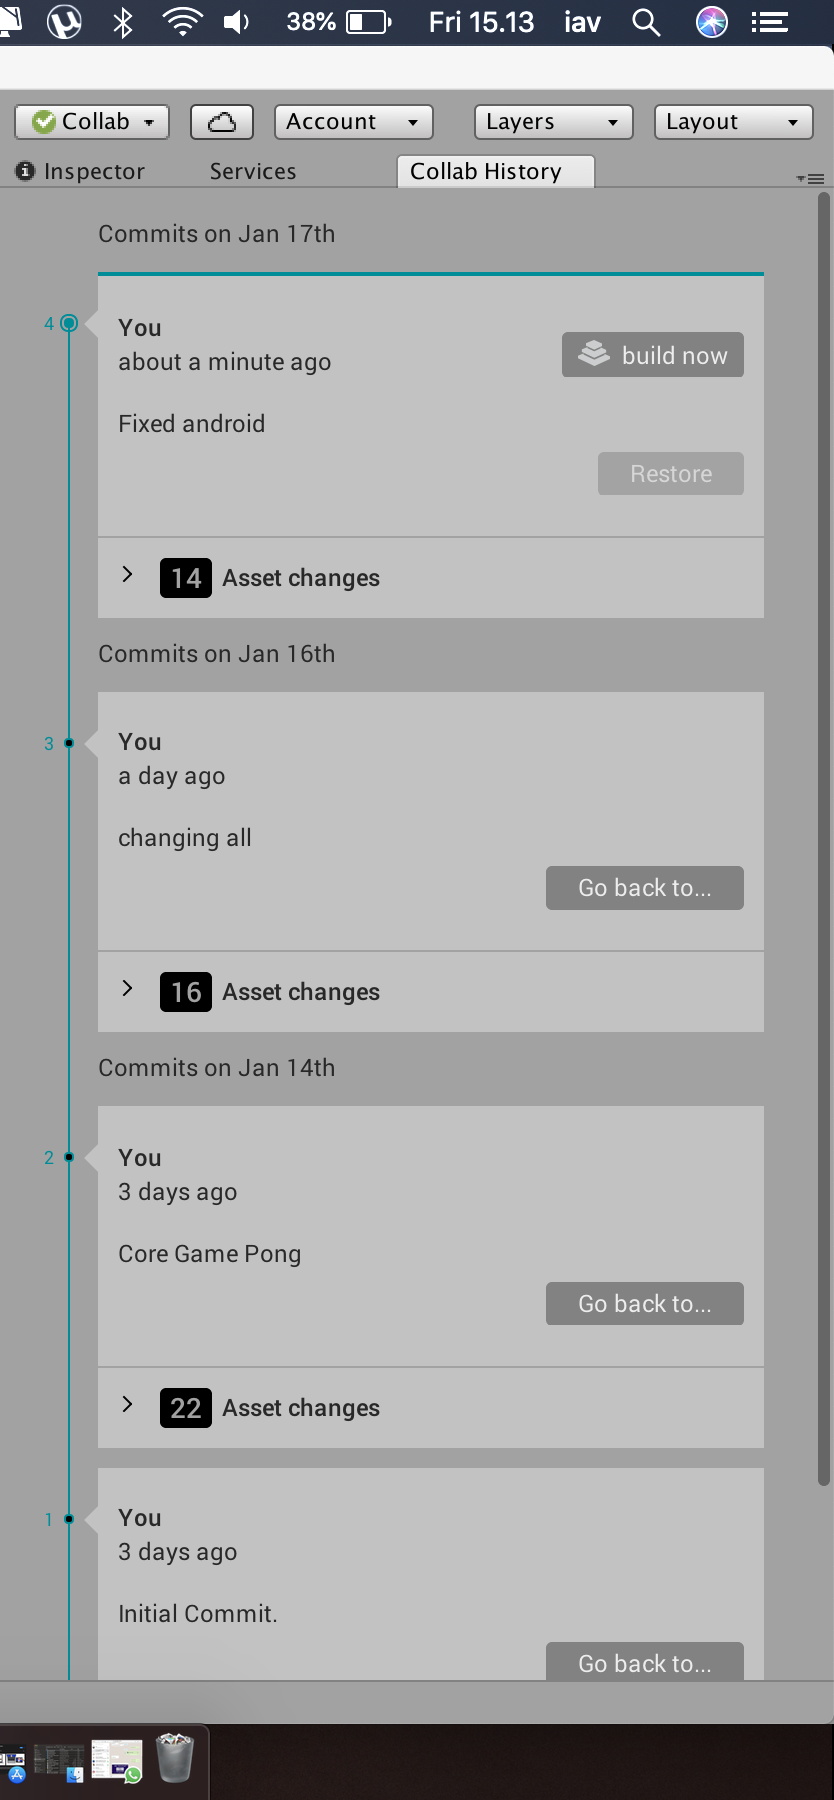 38% Fri 15.13 iav
Collab Account Layers Layout
Inspector Services Collab History
Commits on Jan 17th
4
You
about a minute ago
build now
Fixed android
Restore
14 Asset changes
Commits on Jan 16th
3
You
a day ago
changing all
Go back to...
16 Asset changes
Commits on Jan 14th
2
You
3 days ago
Core Game Pong
Go back to...
22 Asset changes
1
You
3 days ago
Initial Commit.
Go back to...